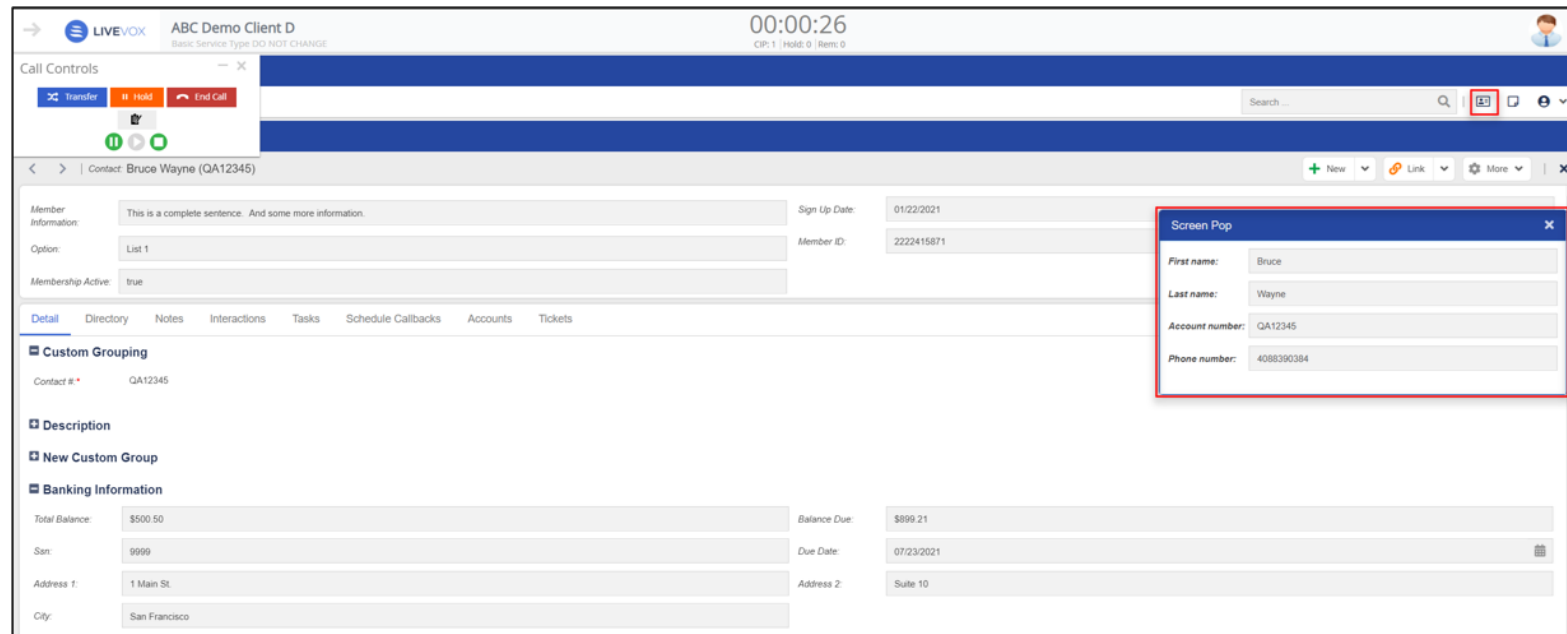 LIVEVOX
ABC Demo Client D
Basic Service Type DO NOT CHANGE
00:00:26
CIP: 1 | Hold: 0 | Rem: 0
Call Controls
Transfer
Hold
End Call
Search ...
Contact: Bruce Wayne (QA12345)
New
Link
More
Member Information: This is a complete sentence. And some more information.
Sign Up Date: 01/22/2021
Option: List 1
Member ID: 2222415871
Membership Active: true
Screen Pop
First name: Bruce
Last name: Wayne
Account number: QA12345
Phone number: 4088390384
Detail Directory Notes Interactions Tasks Schedule Callbacks Accounts Tickets
Custom Grouping
Contact #:* QA12345
Description
New Custom Group
Banking Information
Total Balance: $500.50
Balance Due: $899.21
Ssn: 9999
Due Date: 07/23/2021
Address 1: 1 Main St.
Address 2: Suite 10
City: San Francisco